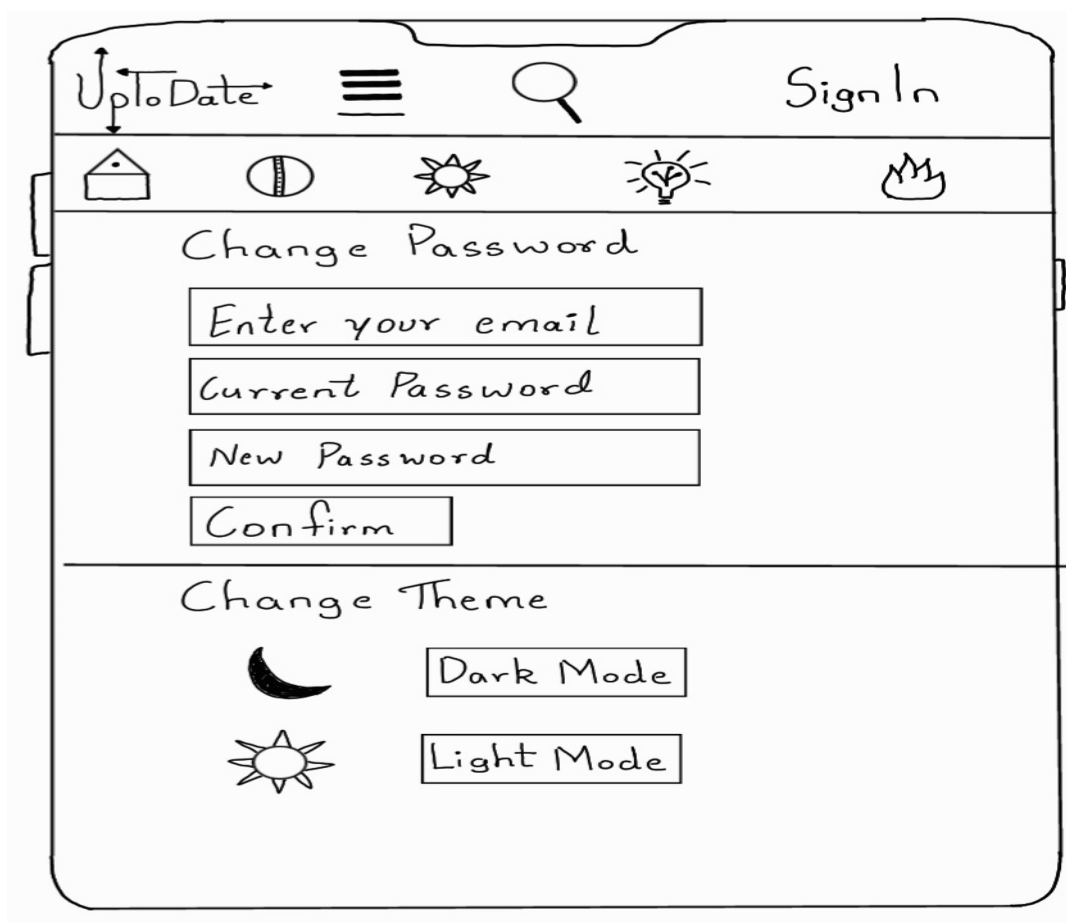 UpToDate
SignIn
Change Password
Enter your email
Current Password
New Password
Confirm
Change Theme
Dark Mode
Light Mode